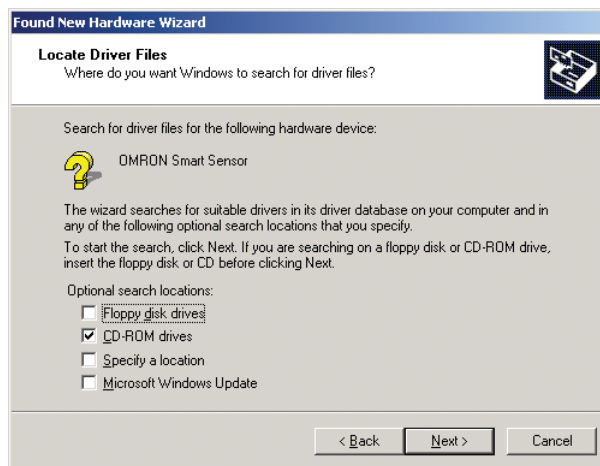 Found New Hardware Wizard
Locate Driver Files
Where do you want Windows to search for driver files?
Search for driver files for the following hardware device:
OMRON Smart Sensor
The wizard searches for suitable drivers in its driver database on your computer and in
any of the following optional search locations that you specify.
To start the search, click Next. If you are searching on a floppy disk or CD-ROM drive,
insert the floppy disk or CD before clicking Next.
Optional search locations:
Floppy disk drives
CD-ROM drives
Specify a location
Microsoft Windows Update
< Back Next > Cancel